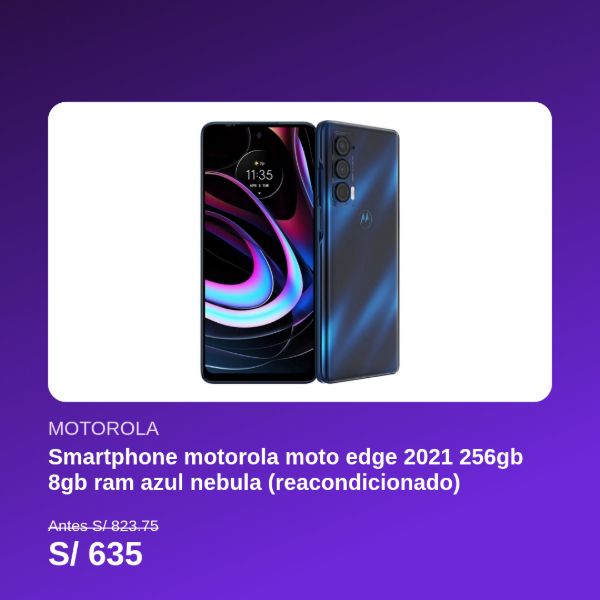 11:35
MOTOROLA
Smartphone motorola moto edge 2021 256gb
8gb ram azul nebula (reacondicionado)
Antes S/ 823.75
S/ 635